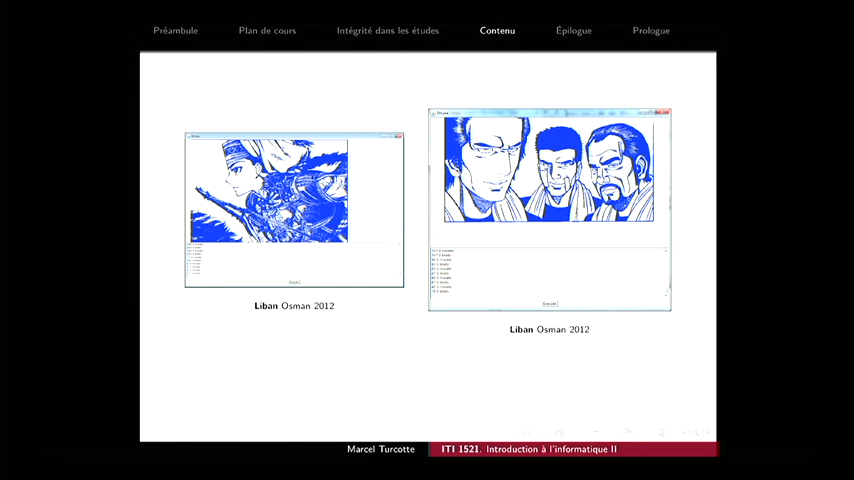 Préambule Plan de cours Intégrité dans les études Contenu Épilogue Prologue
Liban Osman 2012
Execute
Liban Osman 2012
Marcel Turcotte ITI 1521. Introduction à l'informatique II